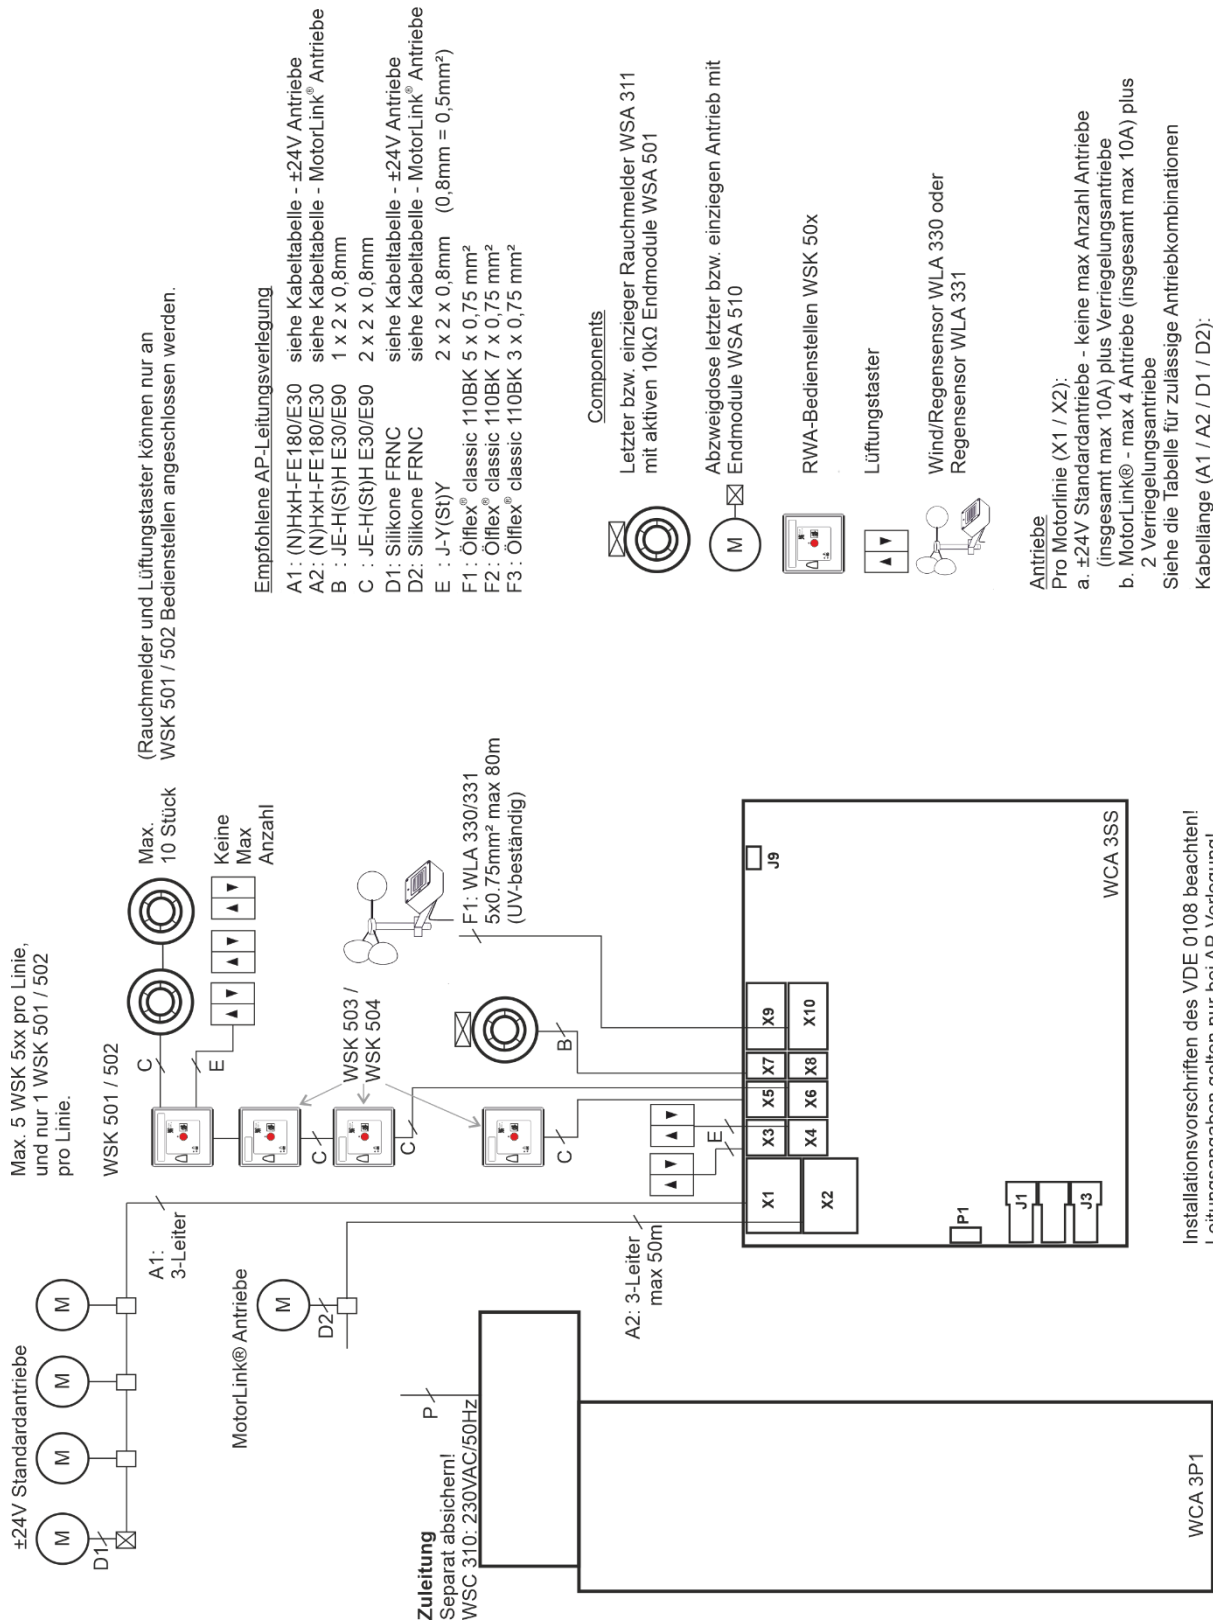 ±24V Standardantriebe
M
M
M
M
D1
A1:
3-Leiter
MotorLink® Antriebe
M
D2
A2: 3-Leiter
max 50m
Zuleitung
Separat absichern!
WSC 310: 230VAC/50Hz
P
WCA 3P1
Max. 5 WSK 5xx pro Linie,
und nur 1 WSK 501 / 502
pro Linie.
WSK 501 / 502
C
E
Max.
10 Stück
Keine
Max
Anzahl
(Rauchmelder und Lüftungstaster können nur an
WSK 501 / 502 Bedienstellen angeschlossen werden.
C
C
WSK 503 /
WSK 504
C
B
E
F1: WLA 330/331
5x0.75mm² max 80m
(UV-beständig)
X1
X2
X3
X4
X5
X6
X7
X8
X9
X10
J9
P1
J1
J3
WCA 3SS
Installationsvorschriften des VDE 0108 beachten!
Leitungsangaben gelten nur bei AP-Verlegung!
Empfohlene AP-Leitungsverlegung
A1: (N)HxH-FE180/E30 siehe Kabeltabelle - ±24V Antriebe
A2: (N)HxH-FE180/E30 siehe Kabeltabelle - MotorLink® Antriebe
B : JE-H(St)H E30/E90 1 x 2 x 0,8mm
C : JE-H(St)H E30/E90 2 x 2 x 0,8mm
D1: Silikone FRNC siehe Kabeltabelle - ±24V Antriebe
D2: Silikone FRNC siehe Kabeltabelle - MotorLink® Antriebe
E : J-Y(St)Y 2 x 2 x 0,8mm (0,8mm = 0,5mm²)
F1: Ölflex® classic 110BK 5 x 0,75 mm²
F2: Ölflex® classic 110BK 7 x 0,75 mm²
F3: Ölflex® classic 110BK 3 x 0,75 mm²
Components
Letzter bzw. einzieger Rauchmelder WSA 311
mit aktiven 10kΩ Endmodule WSA 501
M
Abzweigdose letzter bzw. einziegen Antrieb mit
Endmodule WSA 510
RWA-Bedienstellen WSK 50x
Lüftungstaster
Wind/Regensensor WLA 330 oder
Regensensor WLA 331
Antriebe
Pro Motorlinie (X1 / X2):
a. ±24V Standardantriebe - keine max Anzahl Antriebe
(insgesamt max 10A) plus Verriegelungsantriebe
b. MotorLink® - max 4 Antriebe (insgesamt max 10A) plus
2 Verriegelungsantriebe
Siehe die Tabelle für zulässige Antriebkombinationen
Kabellänge (A1 / A2 / D1 / D2):